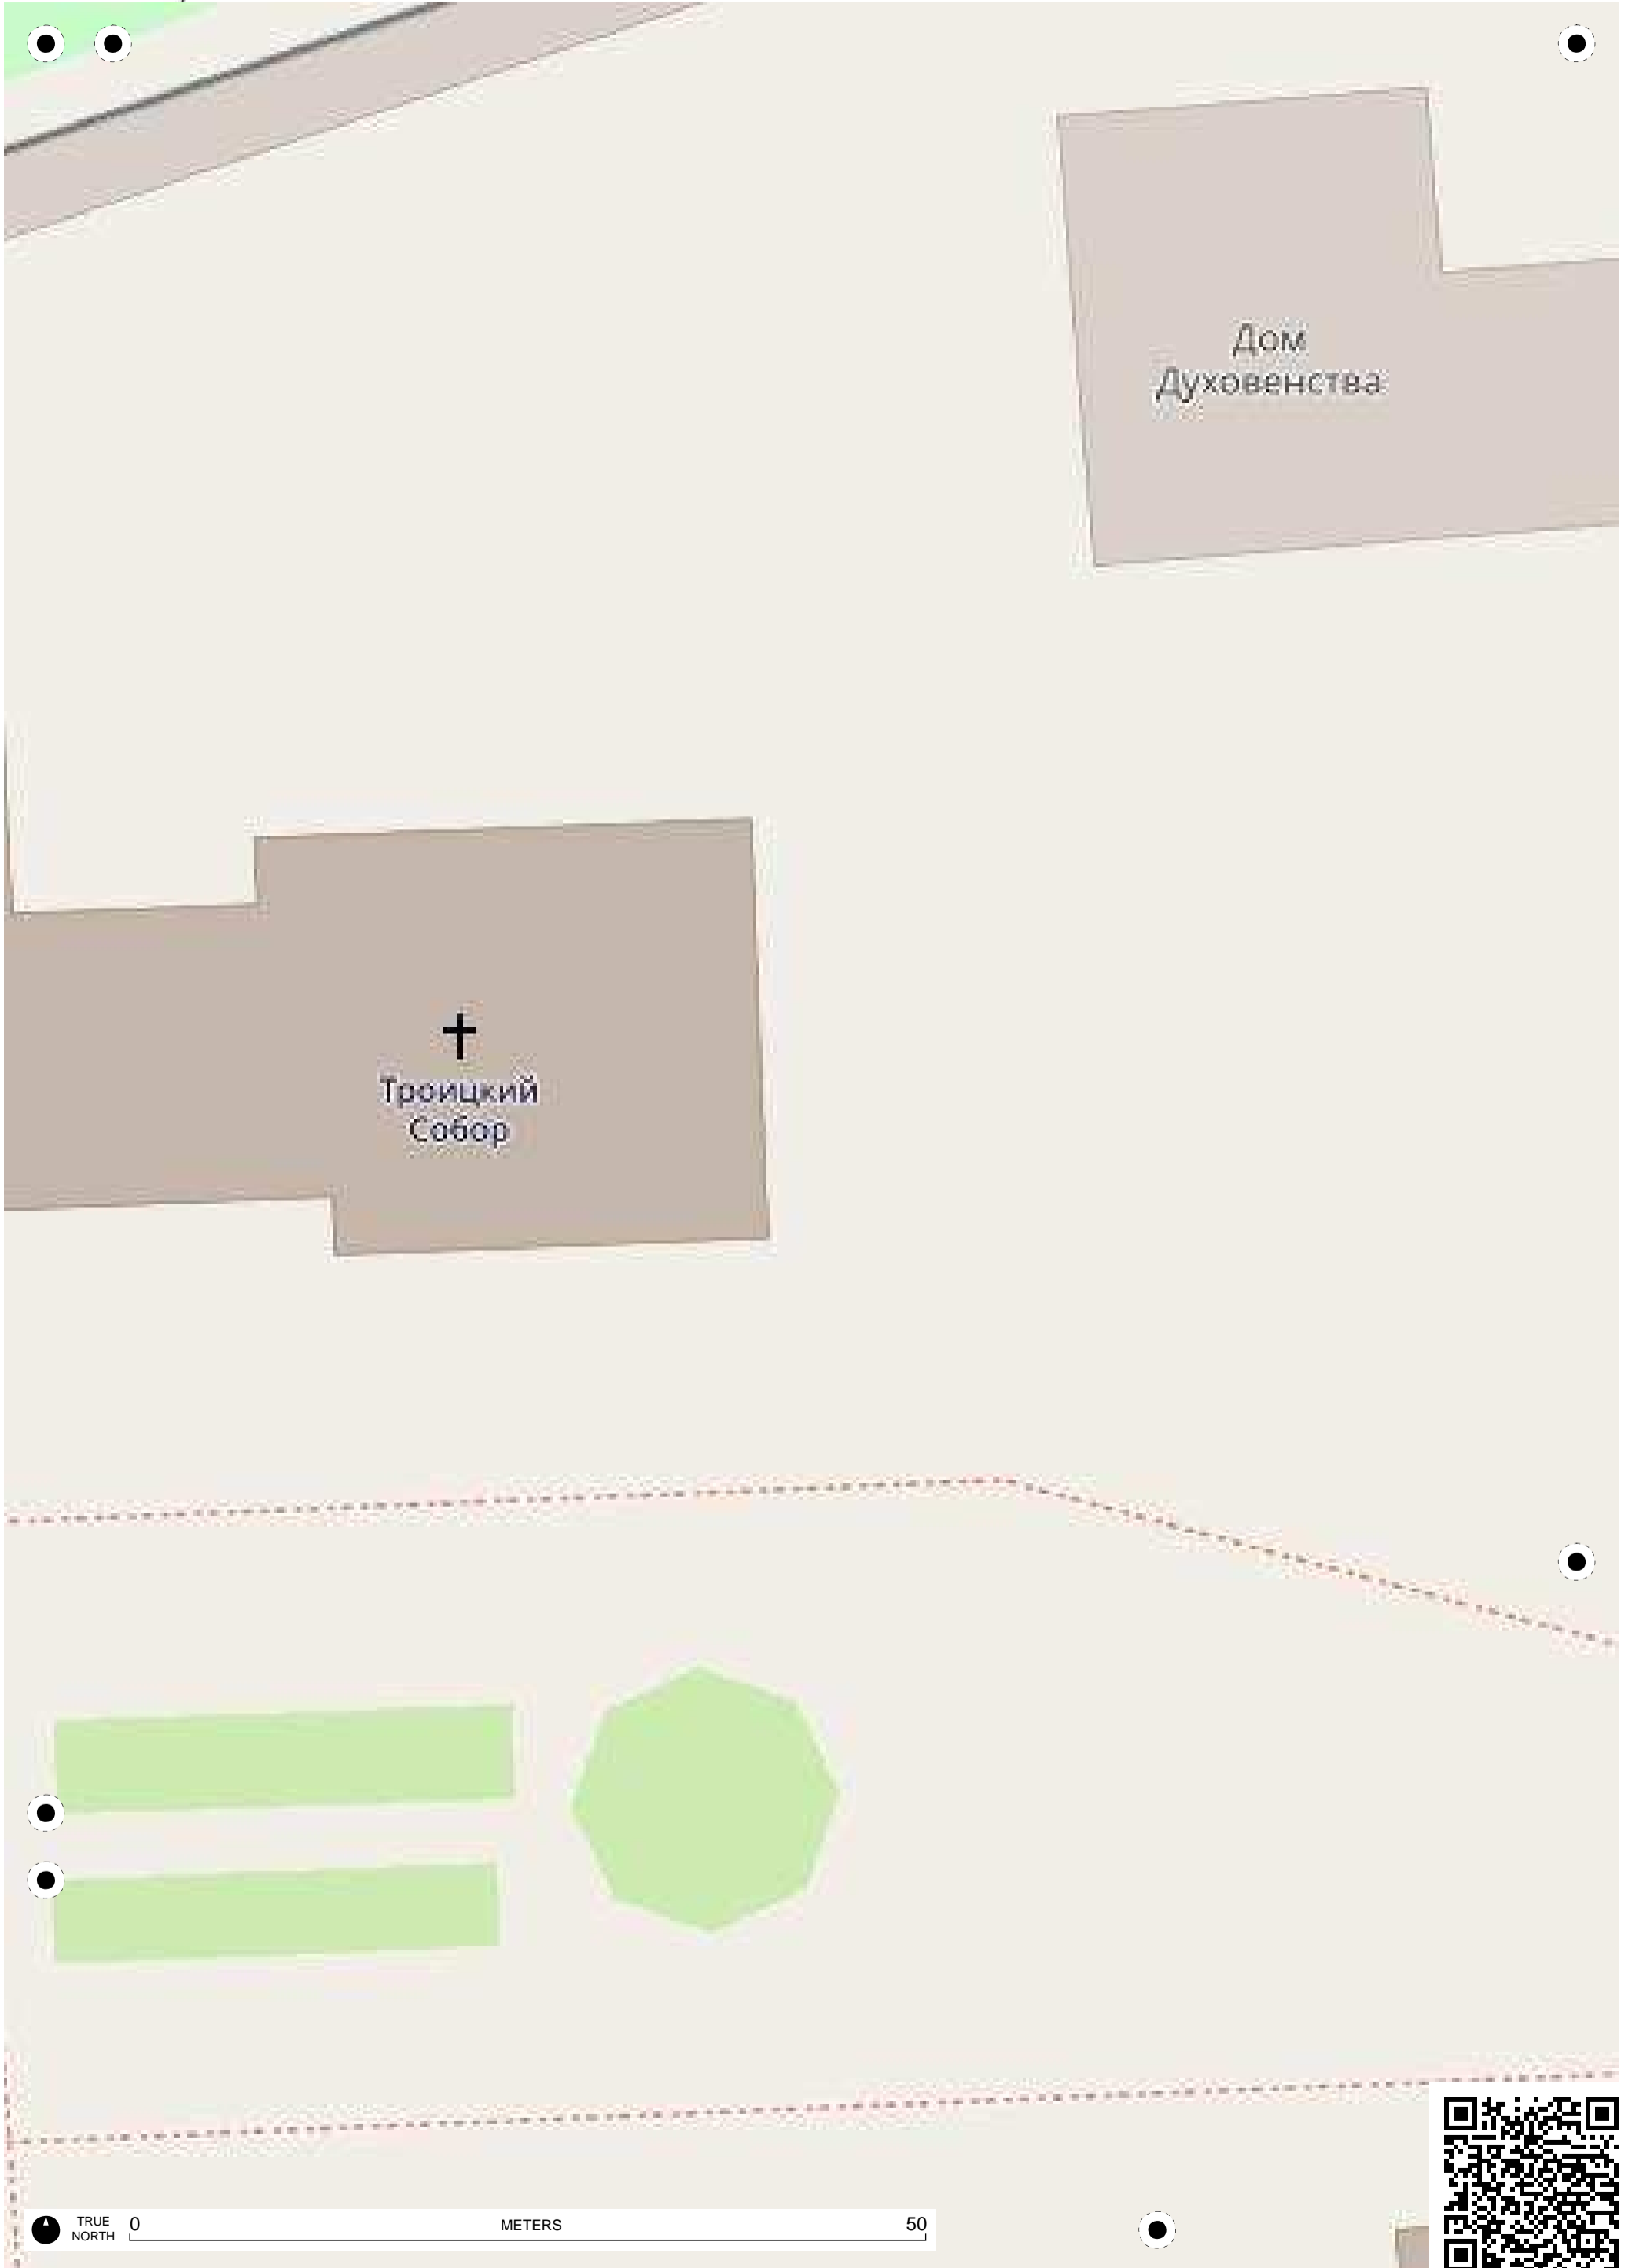 Дом
Духовенства
Троицкий
Собор
TRUE
NORTH
0 METERS 50